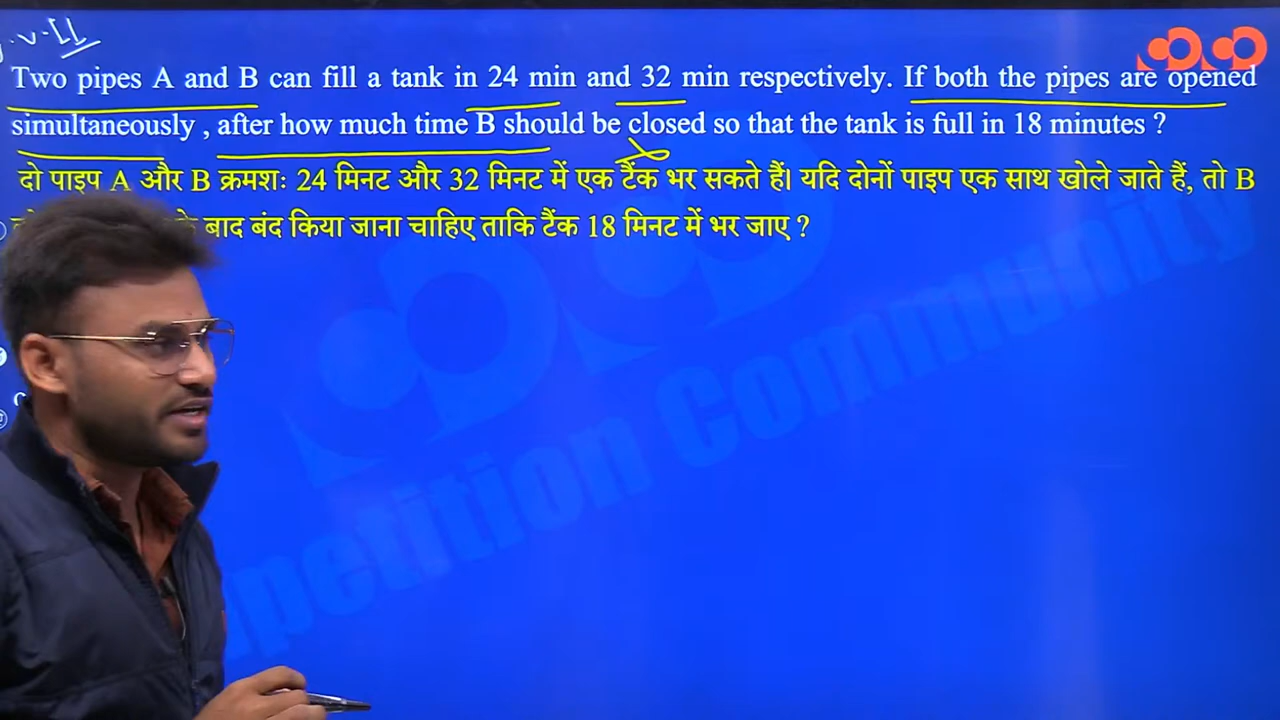 v-11
Two pipes A and B can fill a tank in 24 min and 32 min respectively. If both the pipes are opened
simultaneously , after how much time B should be closed so that the tank is full in 18 minutes ?
दो पाइप A और B क्रमशः 24 मिनट और 32 मिनट में एक टैंक भर सकते हैं। यदि दोनों पाइप एक साथ खोले जाते हैं, तो B
बाद बंद किया जाना चाहिए ताकि टैंक 18 मिनट में भर जाए ?
Community